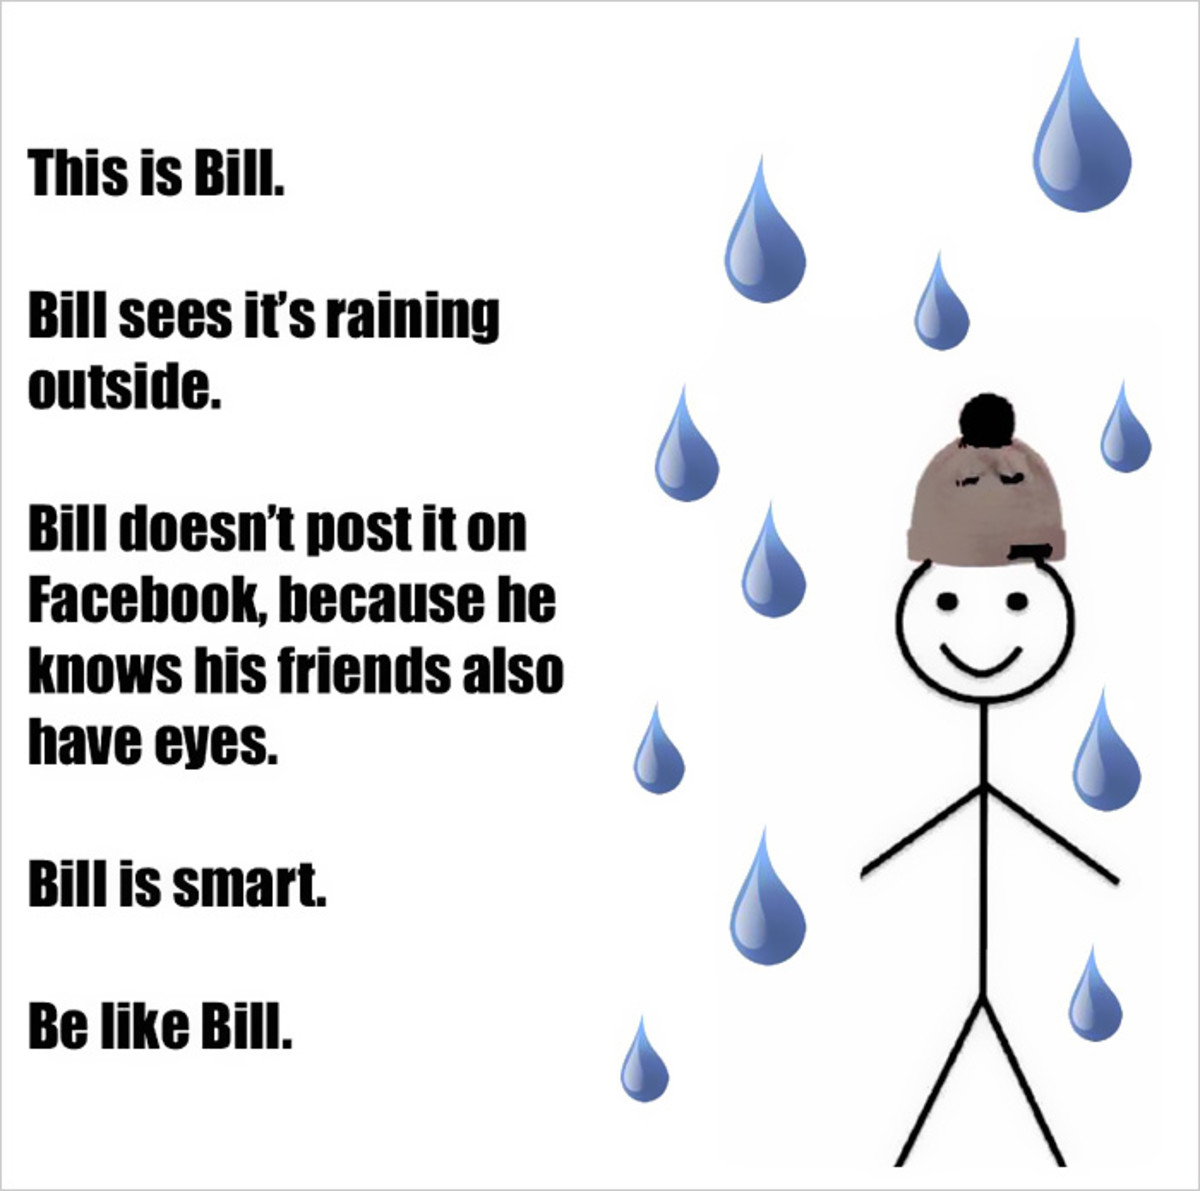 This is Bill.
Bill sees it’s raining
outside.
Bill doesn’t post it on
Facebook, because he
knows his friends also
have eyes.
Bill is smart.
Be like Bill.